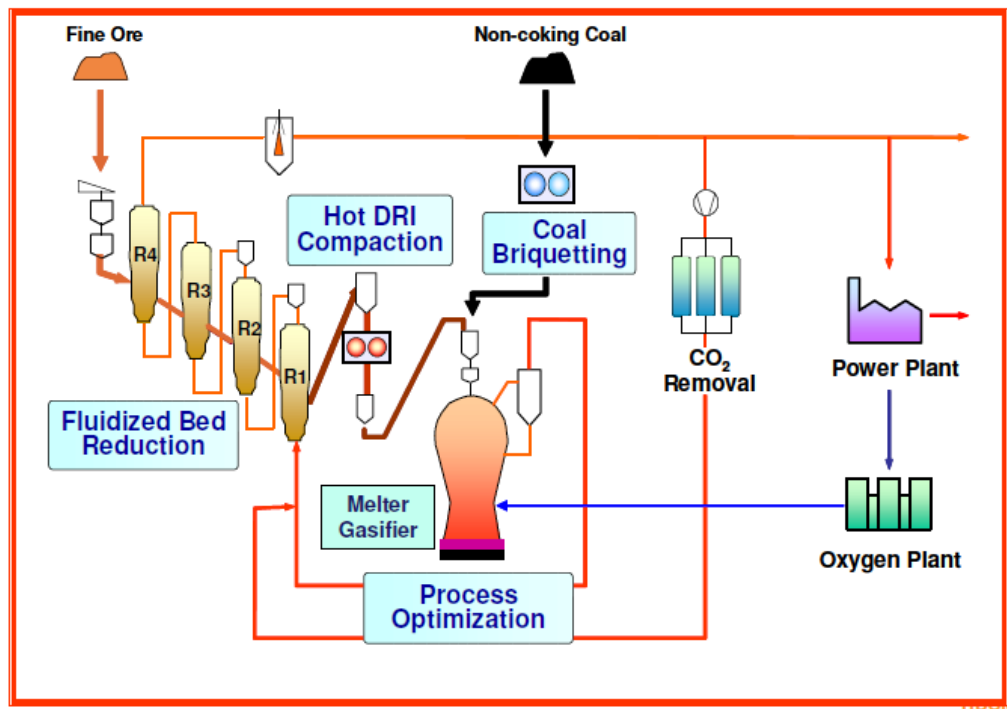 Fine Ore
Non-coking Coal
Hot DRI
Compaction
Coal
Briquetting
R4
R3
R2
R1
CO2
Removal
Power Plant
Fluidized Bed
Reduction
Melter
Gasifier
Oxygen Plant
Process
Optimization